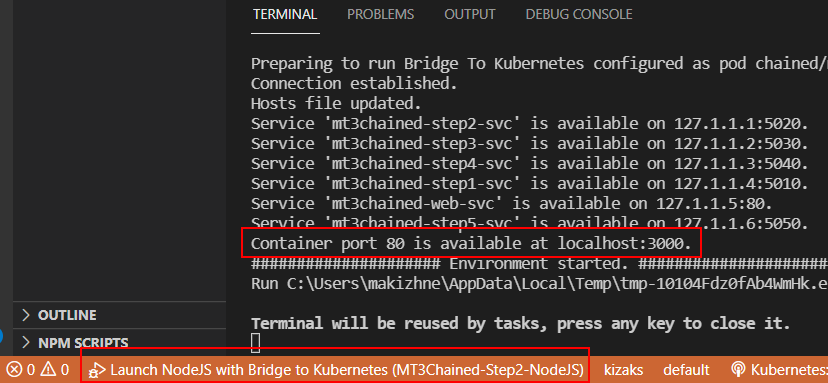 TERMINAL PROBLEMS OUTPUT DEBUG CONSOLE
Preparing to run Bridge To Kubernetes configured as pod chained/
Connection established.
Hosts file updated.
Service 'mt3chained-step2-svc' is available on 127.1.1.1:5020.
Service 'mt3chained-step3-svc' is available on 127.1.1.2:5030.
Service 'mt3chained-step4-svc' is available on 127.1.1.3:5040.
Service 'mt3chained-step1-svc' is available on 127.1.1.4:5010.
Service 'mt3chained-web-svc' is available on 127.1.1.5:80.
Service 'mt3chained-step5-svc' is available on 127.1.1.6:5050.
Container port 80 is available at localhost:3000.
##################### Environment started. #####################
Run C:\Users\makizhne\AppData\Local\Temp\tmp-10104Fdz0fAb4WmHk.e
Terminal will be reused by tasks, press any key to close it.
OUTLINE
NPM SCRIPTS
0 0 Launch NodeJS with Bridge to Kubernetes (MT3Chained-Step2-NodeJS) kizaks default Kubernetes: